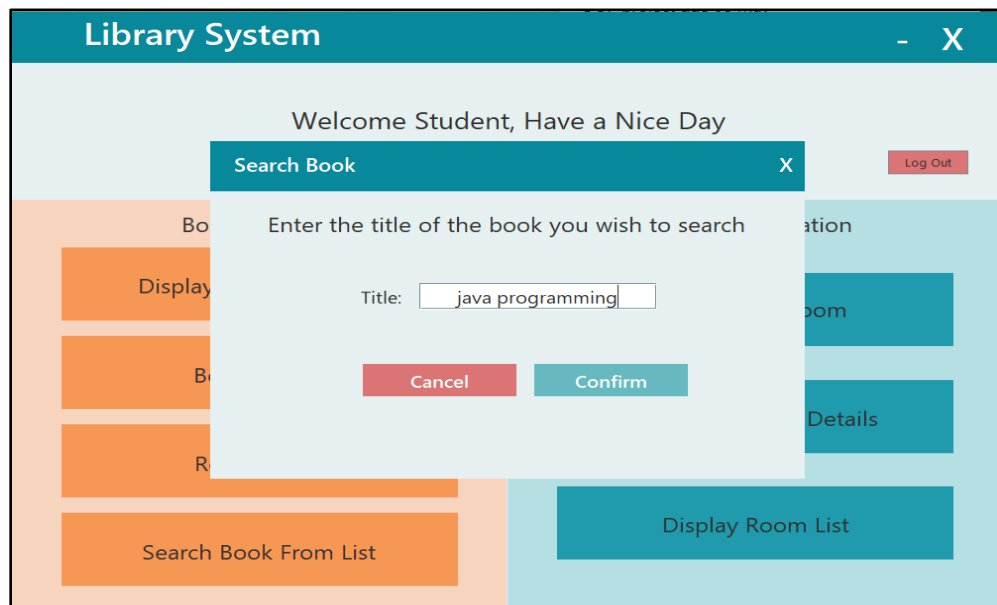 Library System
- X
Welcome Student, Have a Nice Day
Search Book X
Log Out
Enter the title of the book you wish to search
Title: java programming
Cancel Confirm
Display
Details
Display Room List
Search Book From List